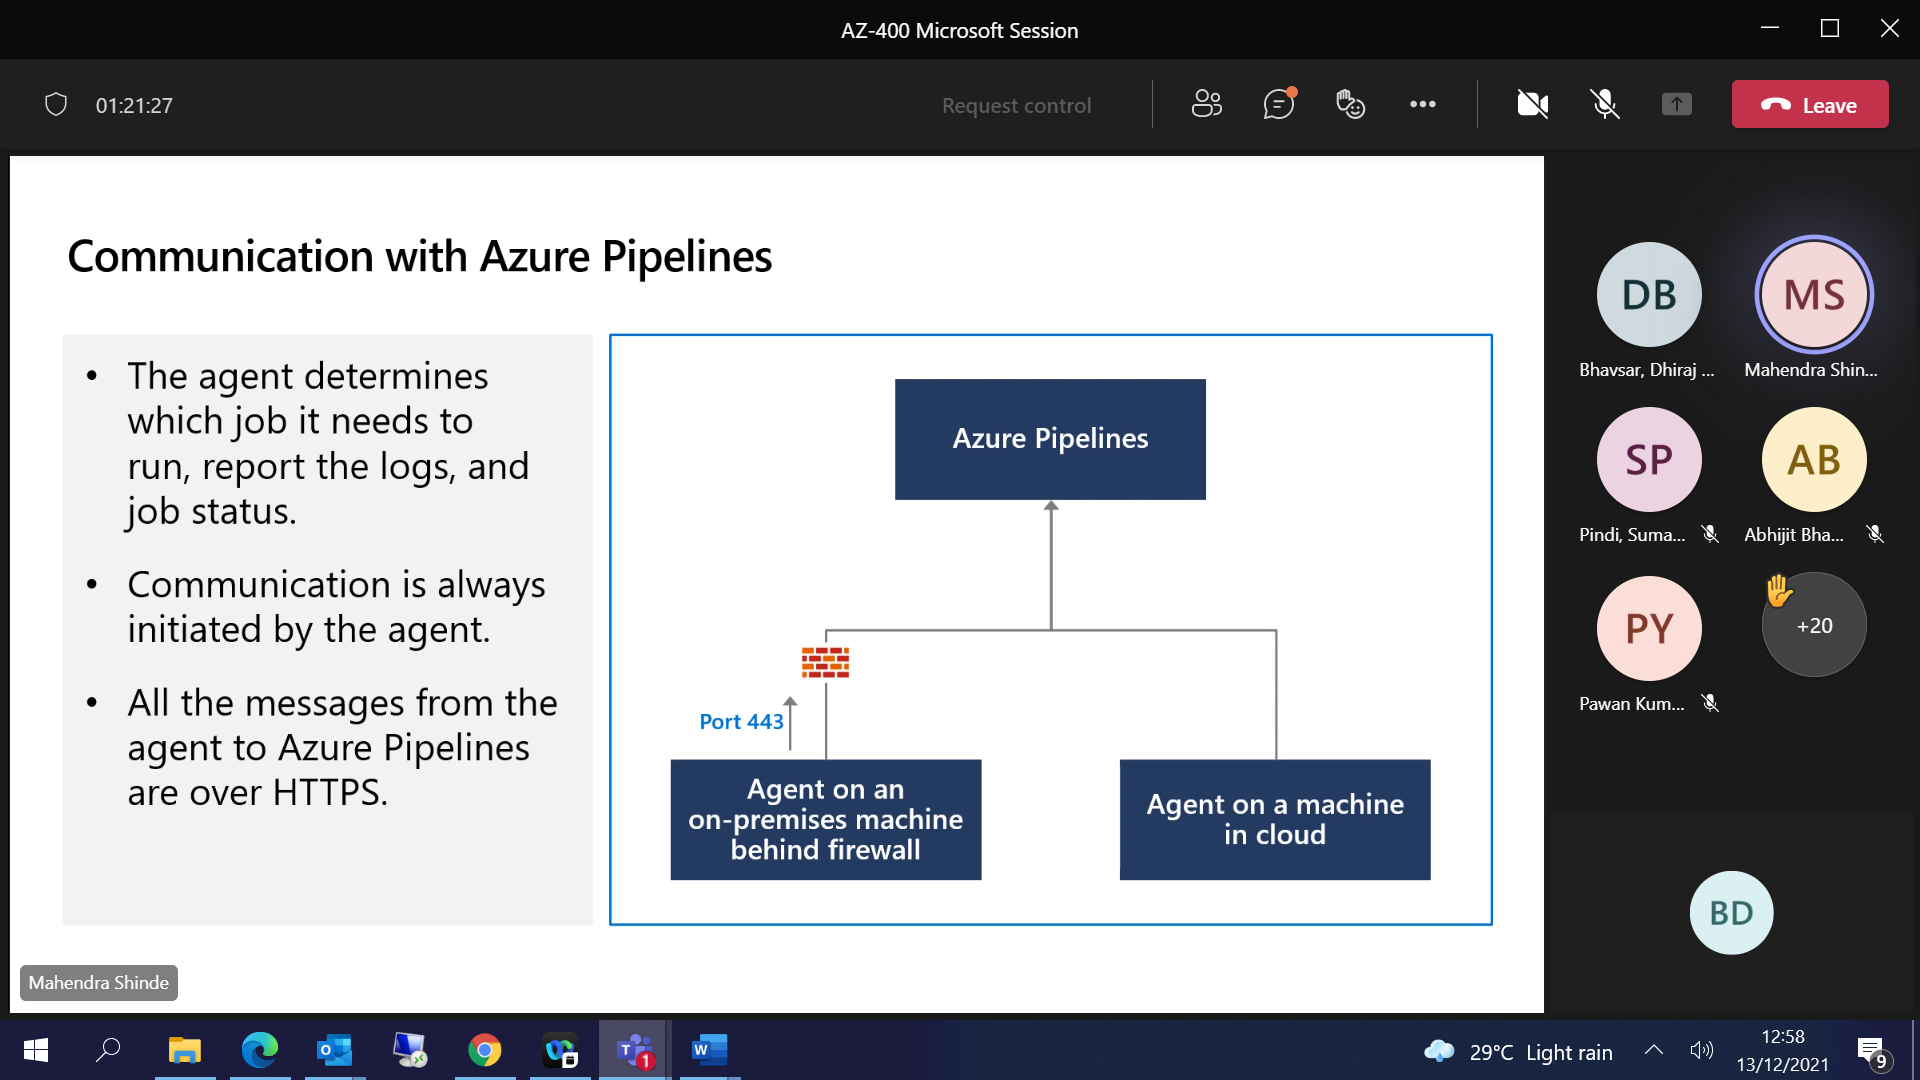 AZ-400 Microsoft Session
01:21:27
Request control
Leave
Communication with Azure Pipelines
• The agent determines
which job it needs to
run, report the logs, and
job status.
• Communication is always
initiated by the agent.
• All the messages from the
agent to Azure Pipelines
are over HTTPS.
Azure Pipelines
Port 443
Agent on an
on-premises machine
behind firewall
Agent on a machine
in cloud
Mahendra Shinde
DB
Bhavsar, Dhiraj ...
MS
Mahendra Shin...
SP
Pindi, Suma...
AB
Abhijit Bha...
PY
Pawan Kum...
+20
BD
O
T
1
W
29°C Light rain
12:58
13/12/2021
9